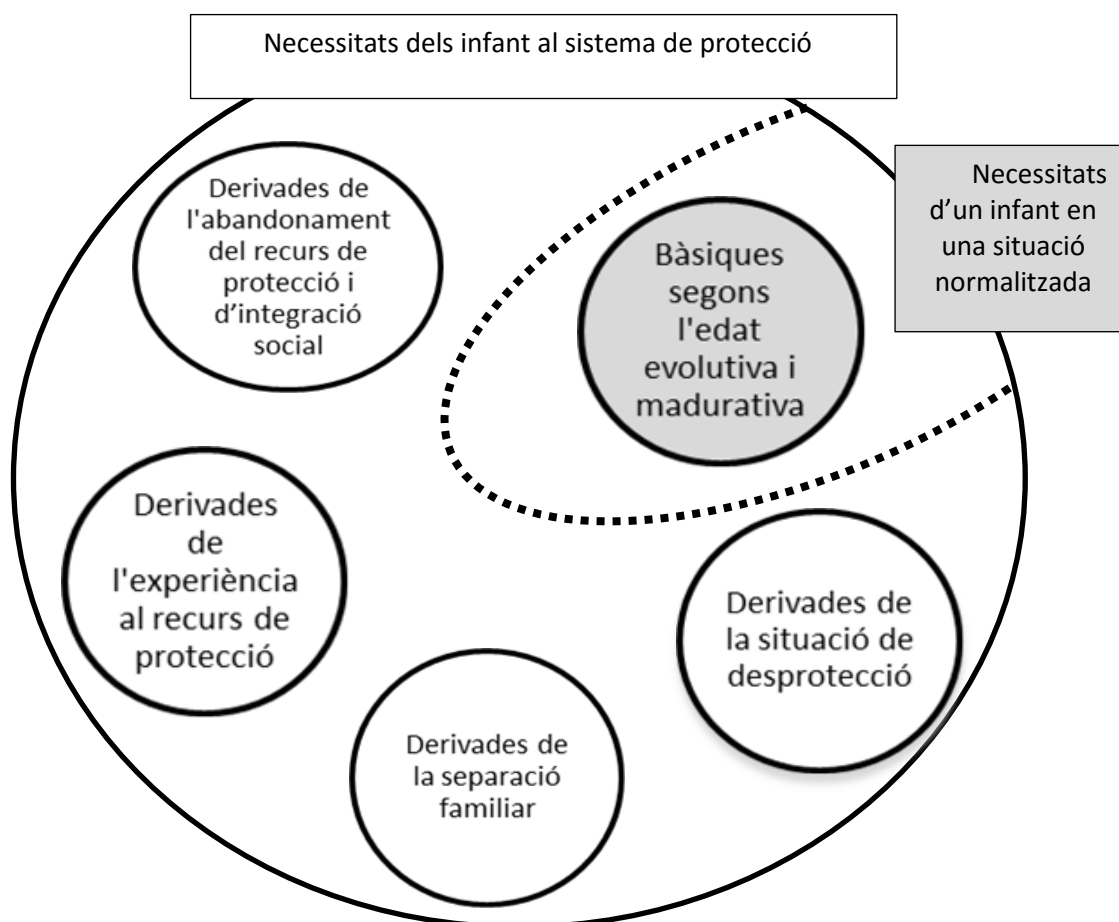 Necessitats dels infant al sistema de protecció
Derivades de
l'abandonament
del recurs de
protecció i
d'integració
social
Bàsiques
segons
l'edat
evolutiva i
madurativa
Necessitats
d'un infant en
una situació
normalitzada
Derivades
de
l'experiència
al recurs de
protecció
Derivades de
la separació
familiar
Derivades de
la situació de
desprotecció